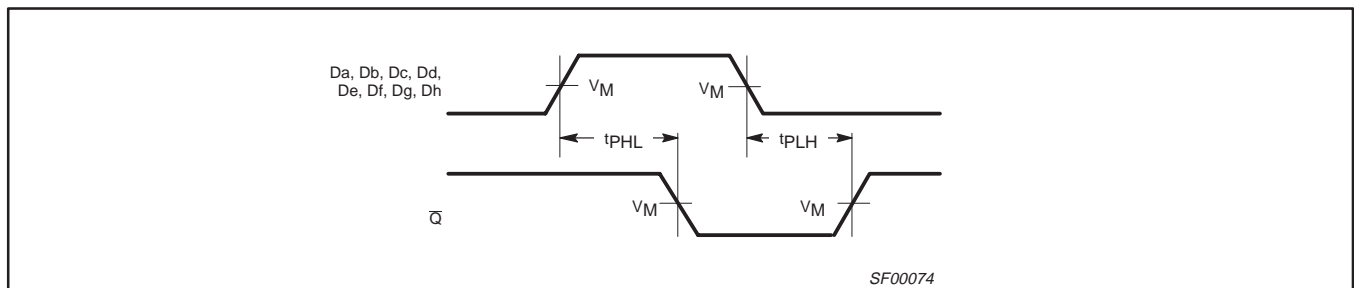 Da, Db, Dc, Dd,
De, Df, Dg, Dh
VM
VM
tPHL
tPLH
VM
VM
Q̅
SF00074